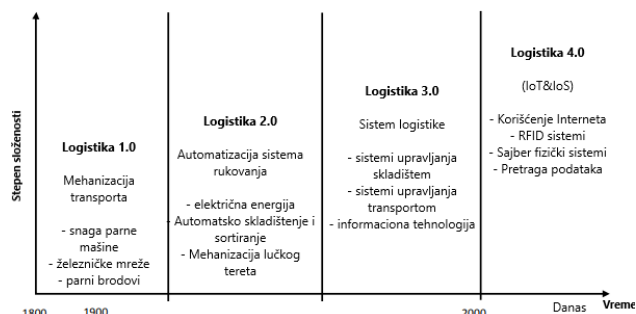 Stepen složenosti
Logistika 1.0
Mehanizacija
transporta
- snaga parne
mašine
- železničke mreže
- parni brodovi
Logistika 2.0
Automatizacija sistema
rukovanja
- električna energija
- Automatsko skladištenje i
sortiranje
- Mehanizacija lučkog
tereta
Logistika 3.0
Sistem logistike
- sistemi upravljanja
skladištem
- sistemi upravljanja
transportom
- informaciona tehnologija
Logistika 4.0
(IoT&IoS)
- Korišćenje Interneta
- RFID sistemi
- Sajber fizički sistemi
- Pretraga podataka
1800 1900 2000 Danas Vreme